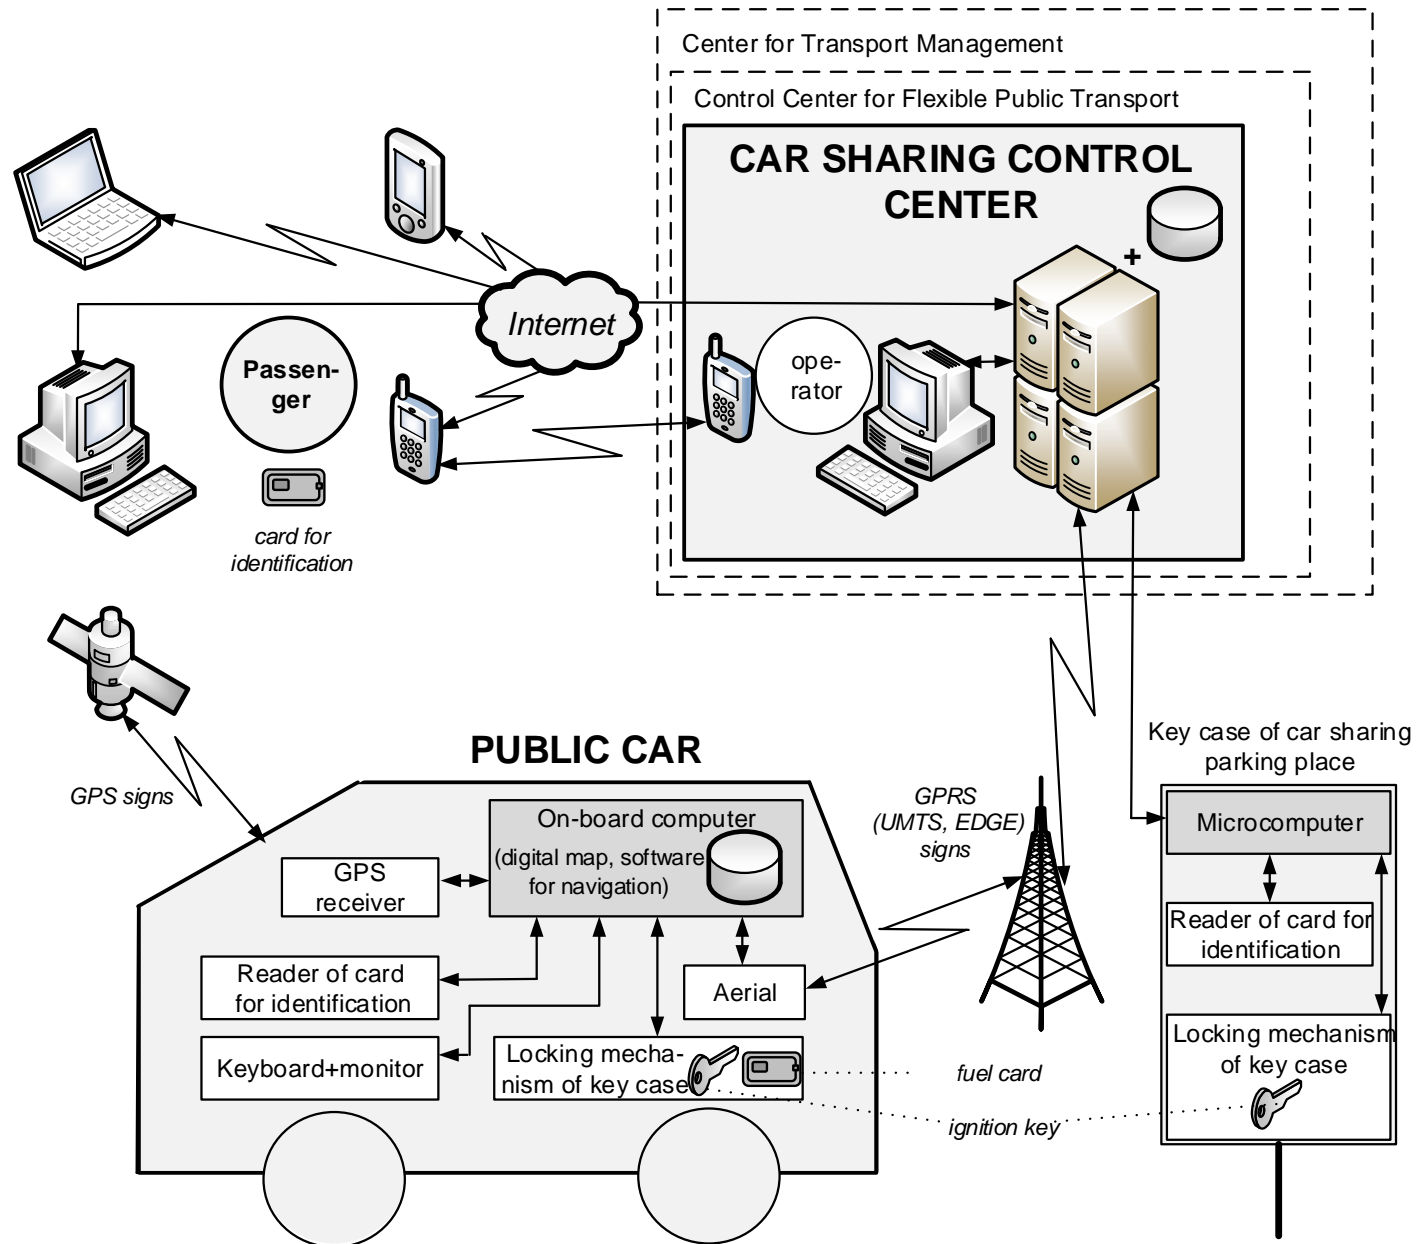 Center for Transport Management
Control Center for Flexible Public Transport
CAR SHARING CONTROL
CENTER
+
Internet
ope-
rator
Passen-
ger
card for
identification
GPS signs
PUBLIC CAR
On-board computer
(digital map, software
for navigation)
GPS
receiver
Reader of card
for identification
Aerial
Keyboard+monitor
Locking mecha-
nism of key case
GPRS
(UMTS, EDGE)
signs
fuel card
ignition key
Key case of car sharing
parking place
Microcomputer
Reader of card for
identification
Locking mechanism
of key case